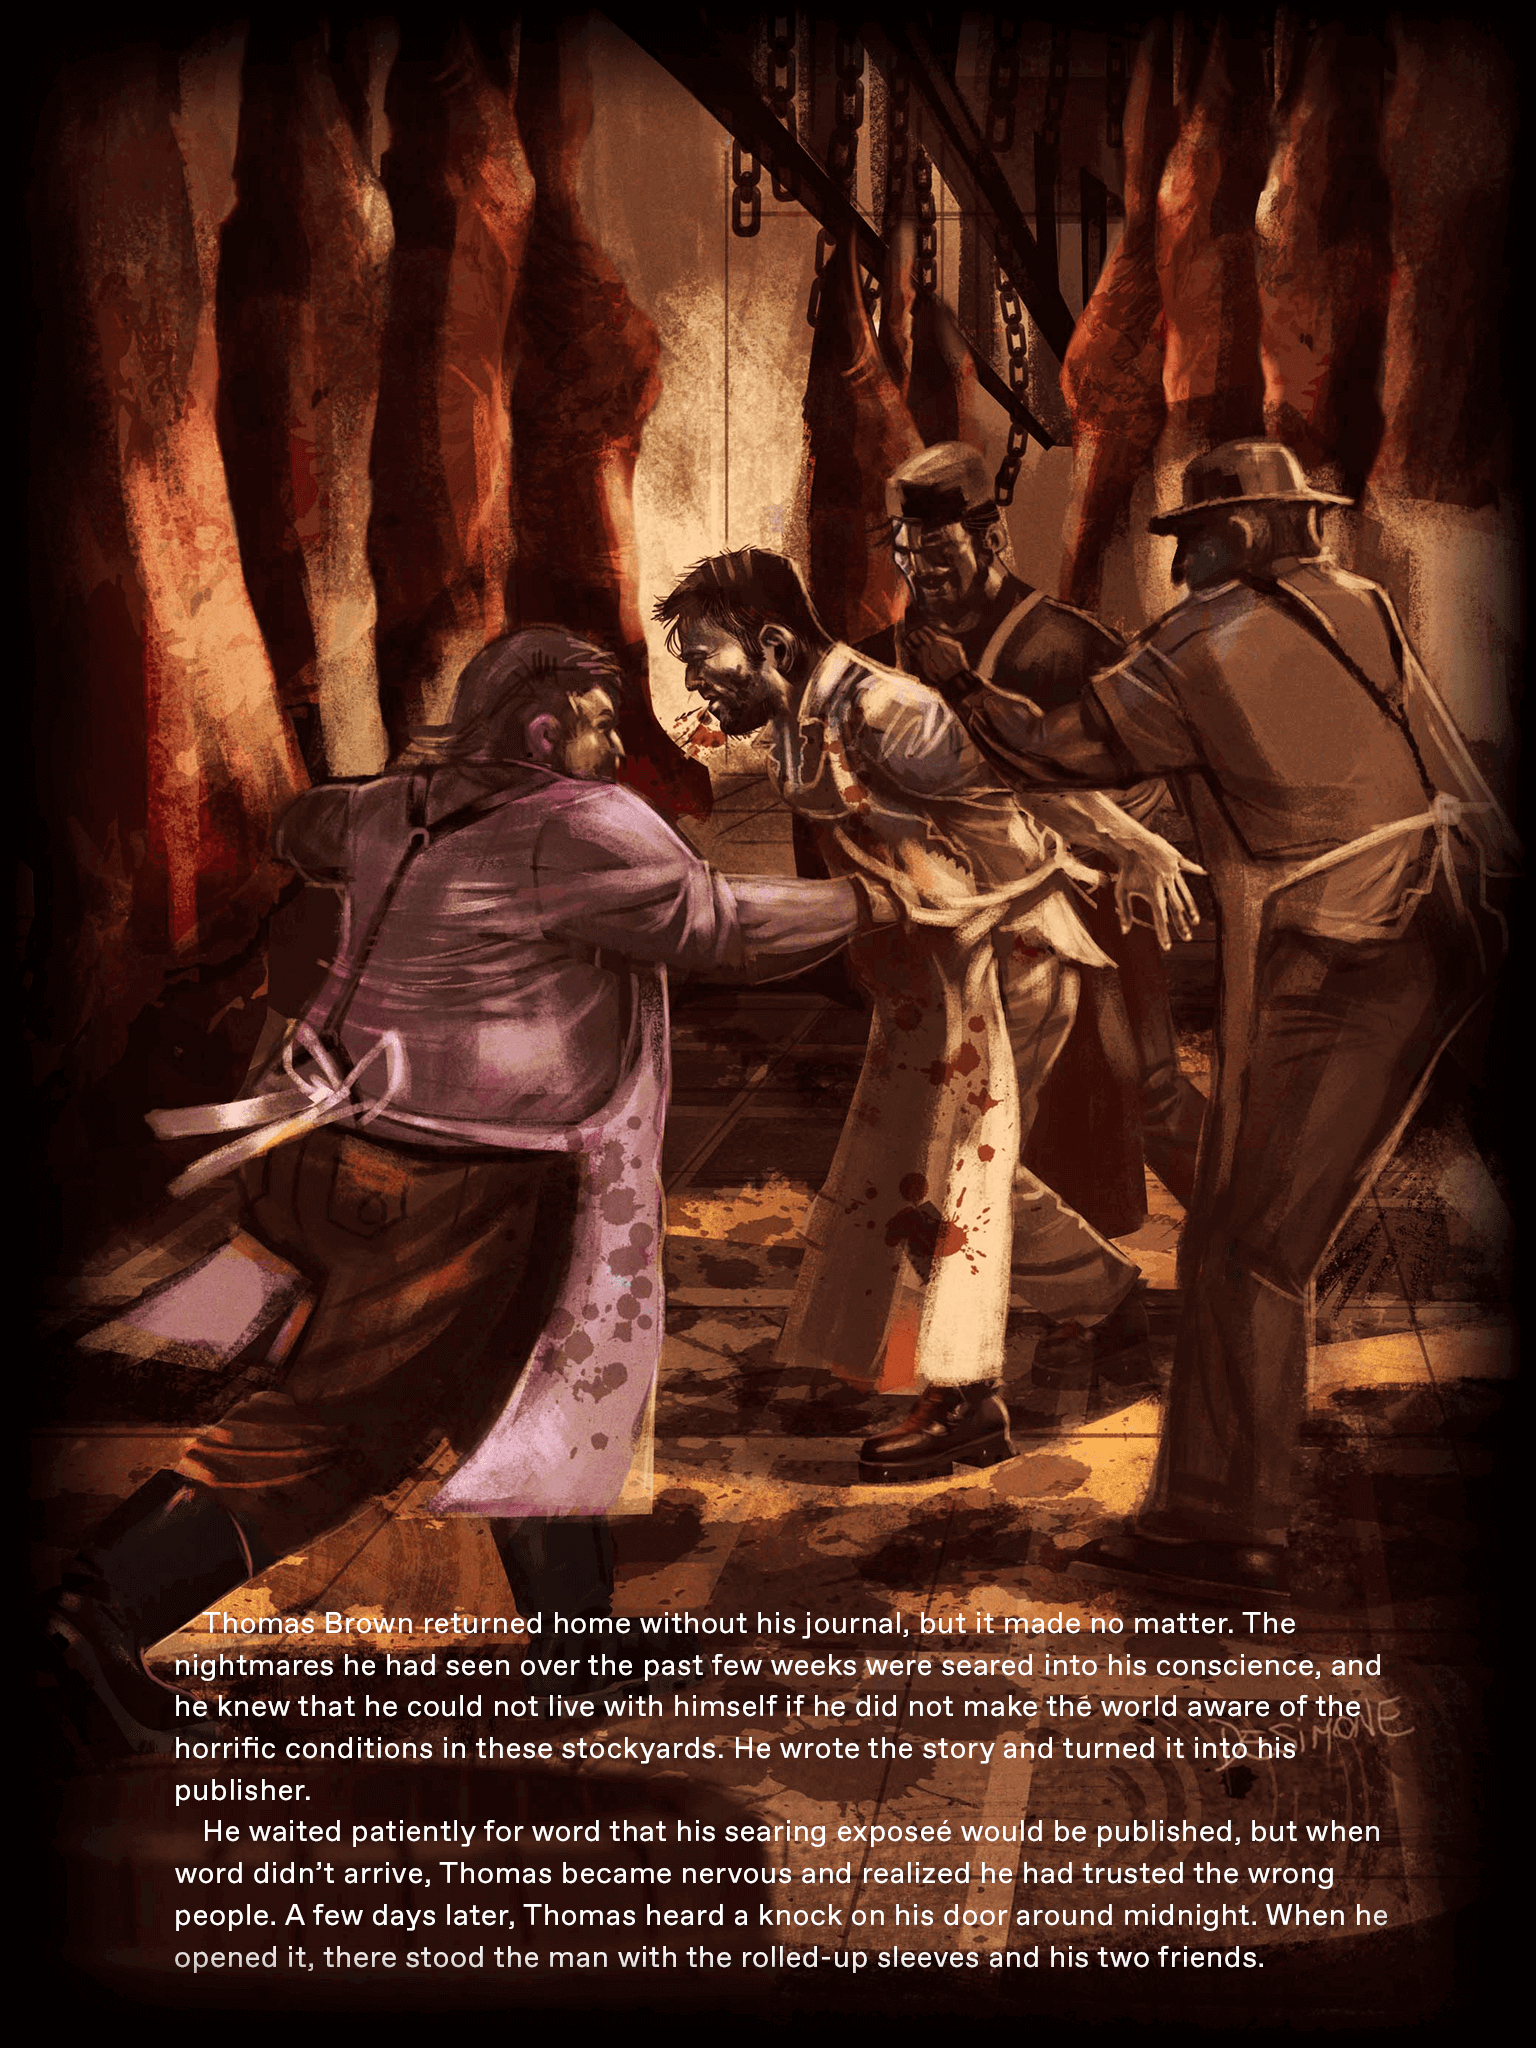 Thomas Brown returned home without his journal, but it made no matter. The
nightmares he had seen over the past few weeks were seared into his conscience, and
he knew that he could not live with himself if he did not make thé world aware of the
horrific conditions in these stockyards. He wrote the story and turned it into his
publisher.
DESIMONE
He waited patiently for word that his searing exposeé would be published, but when
word didn’t arrive, Thomas became nervous and realized he had trusted the wrong
people. A few days later, Thomas heard a knock on his door around midnight. When he
opened it, there stood the man with the rolled-up sleeves and his two friends.